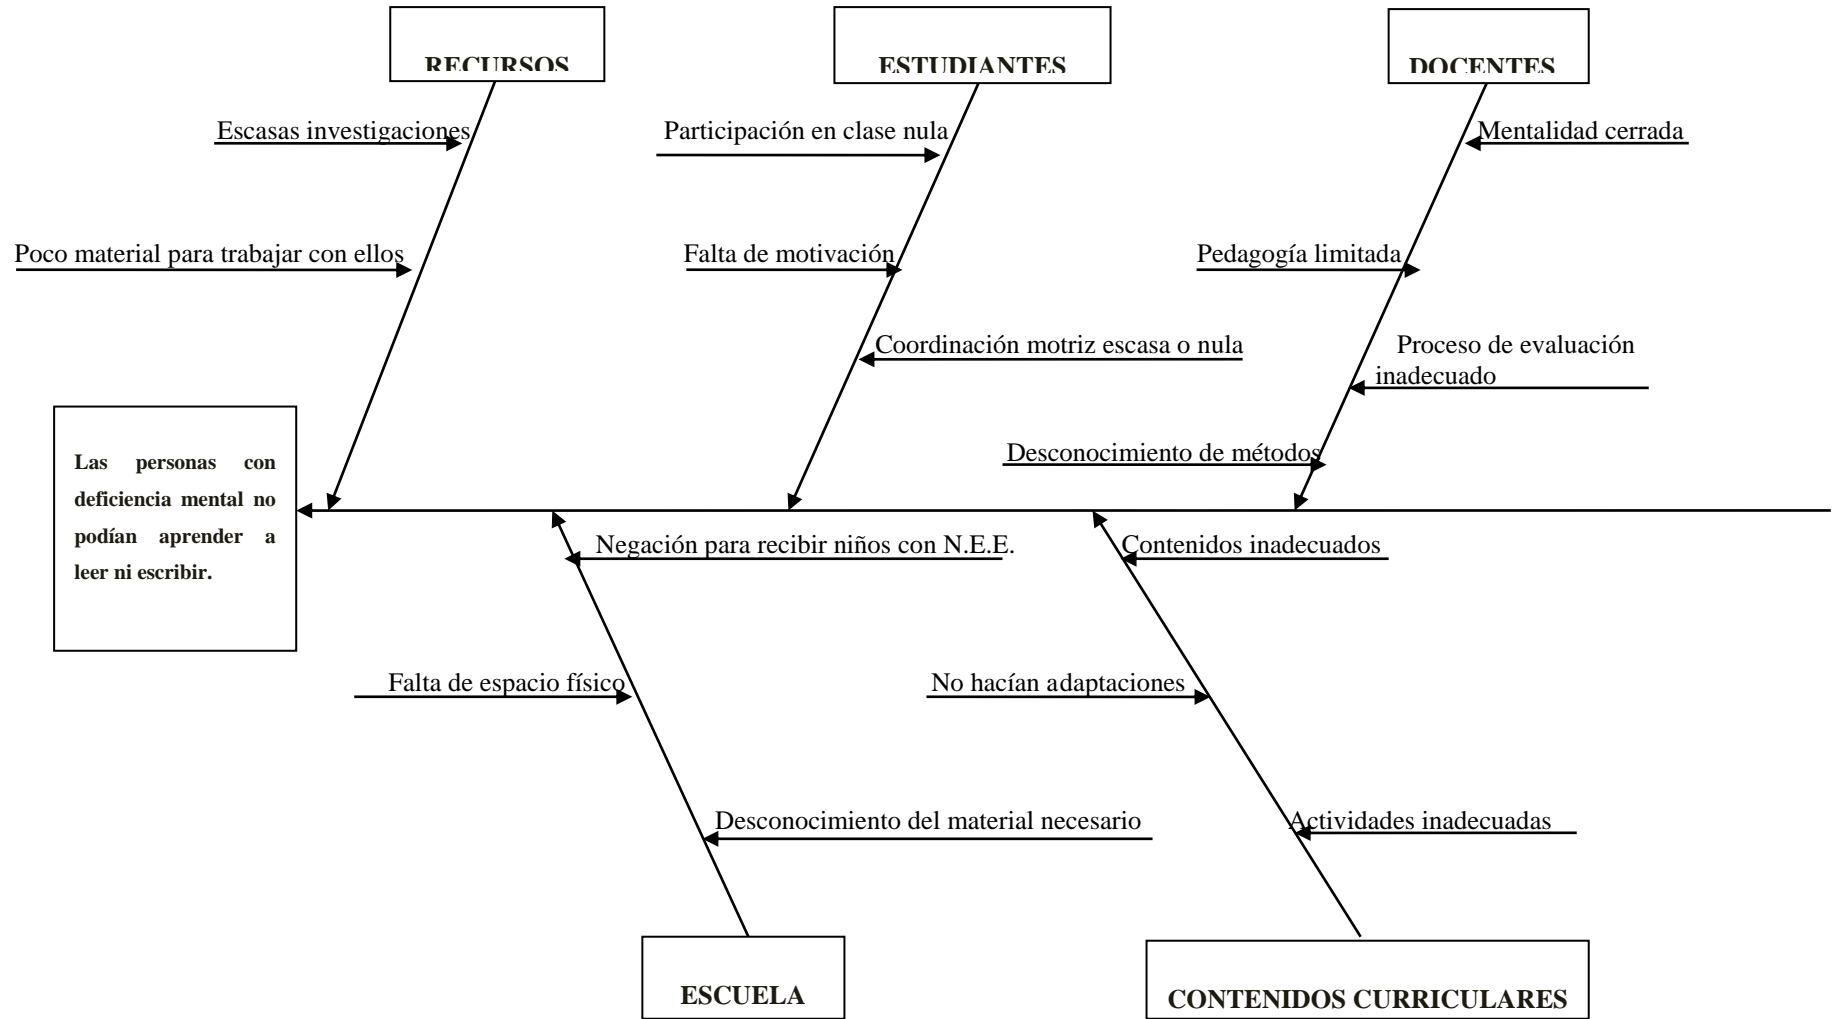 RECURSOS
ESTUDIANTES
DOCENTES
Escasas investigaciones
Participación en clase nula
Mentalidad cerrada
Poco material para trabajar con ellos
Falta de motivación
Pedagogía limitada
Coordinación motriz escasa o nula
Proceso de evaluación
inadecuado
Desconocimiento de métodos
Las personas con
deficiencia mental no
podían aprender a
leer ni escribir.
Negación para recibir niños con N.E.E.
Contenidos inadecuados
Falta de espacio físico
No hacían adaptaciones
Desconocimiento del material necesario
Actividades inadecuadas
ESCUELA
CONTENIDOS CURRICULARES